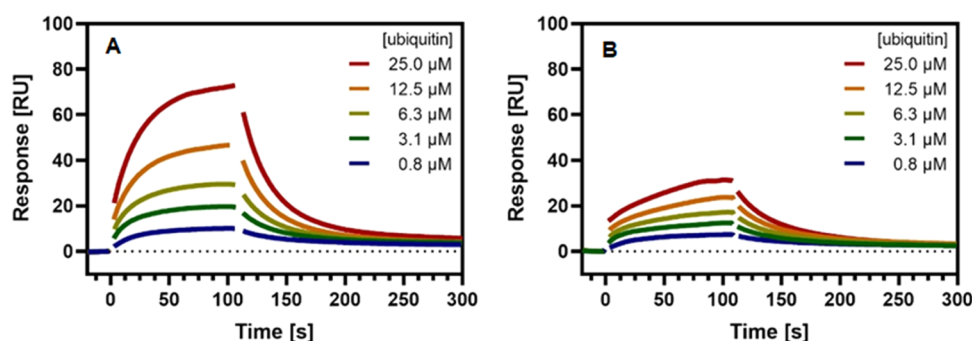 A
[ubiquitin]
25.0 µM
12.5 µM
6.3 µM
3.1 µM
0.8 µM
100
80
60
40
20
0
Response [RU]
0 50 100 150 200 250 300
Time [s]
B
[ubiquitin]
25.0 µM
12.5 µM
6.3 µM
3.1 µM
0.8 µM
100
80
60
40
20
0
Response [RU]
0 50 100 150 200 250 300
Time [s]